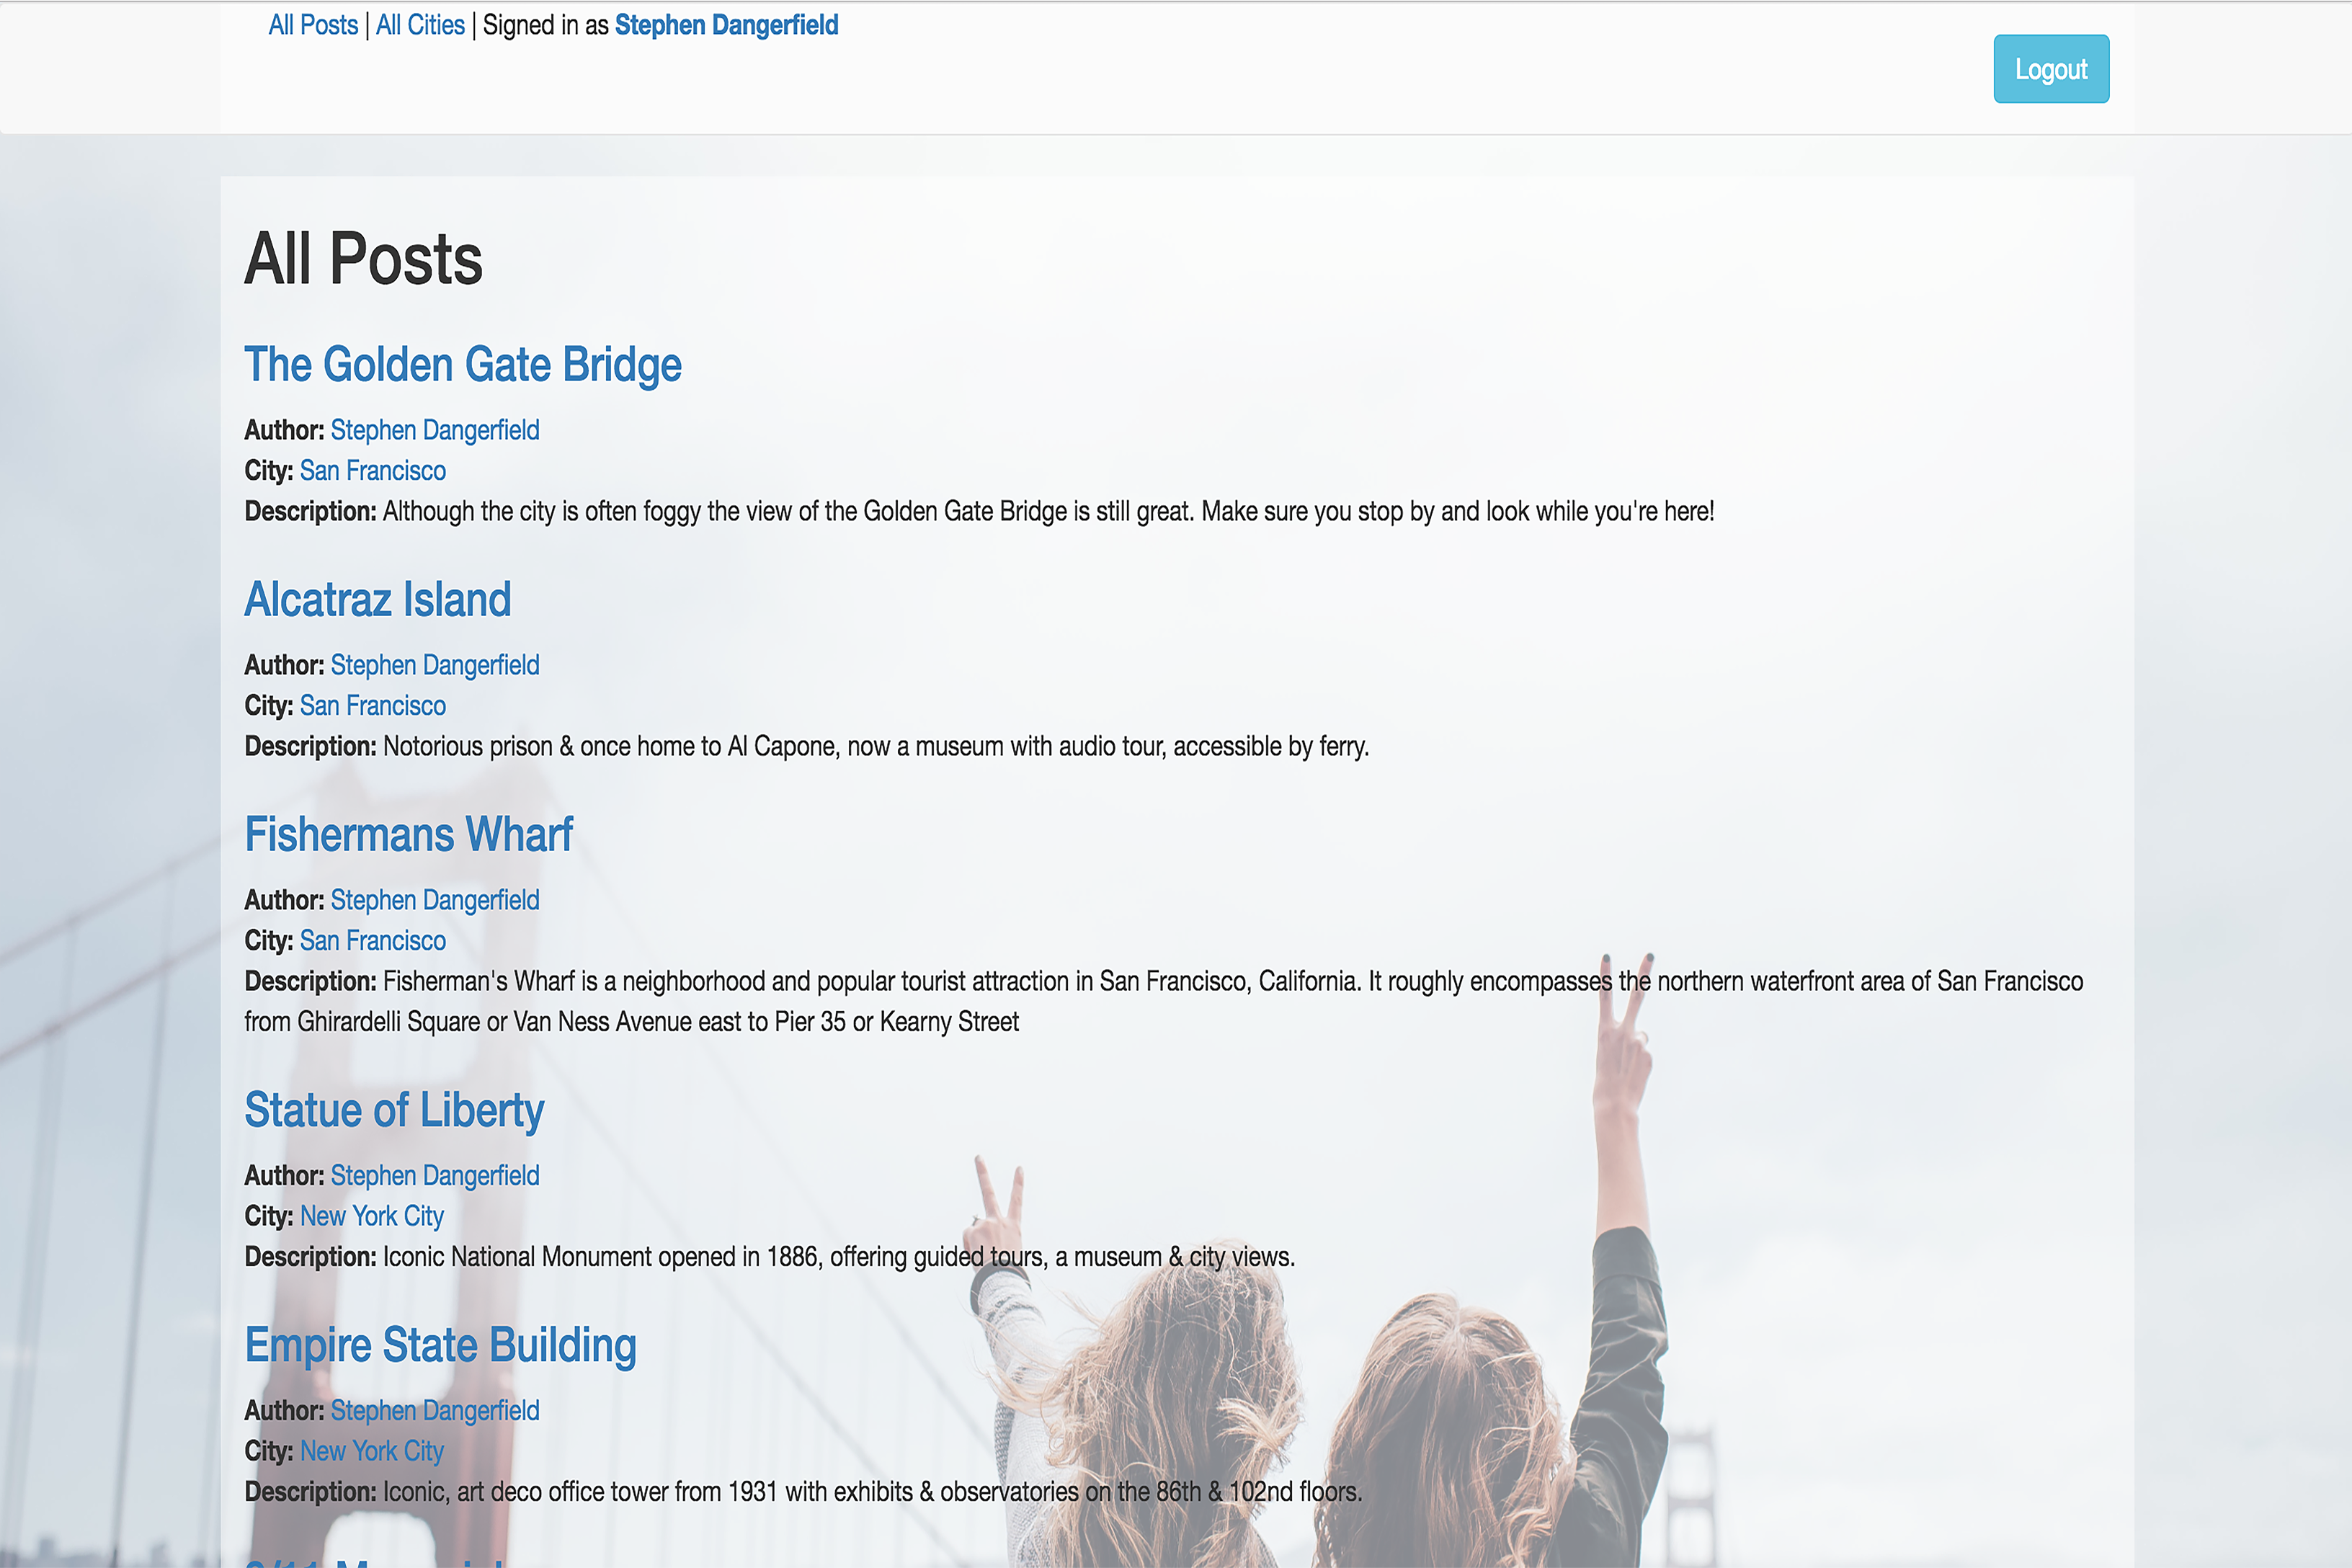 All Posts | All Cities | Signed in as Stephen Dangerfield
Logout
All Posts
The Golden Gate Bridge
Author: Stephen Dangerfield
City: San Francisco
Description: Although the city is often foggy the view of the Golden Gate Bridge is still great. Make sure you stop by and look while you're here!
Alcatraz Island
Author: Stephen Dangerfield
City: San Francisco
Description: Notorious prison & once home to Al Capone, now a museum with audio tour, accessible by ferry.
Fishermans Wharf
Author: Stephen Dangerfield
City: San Francisco
Description: Fisherman's Wharf is a neighborhood and popular tourist attraction in San Francisco, California. It roughly encompasses the northern waterfront area of San Francisco
from Ghirardelli Square or Van Ness Avenue east to Pier 35 or Kearny Street
Statue of Liberty
Author: Stephen Dangerfield
City: New York City
Description: Iconic National Monument opened in 1886, offering guided tours, a museum & city views.
Empire State Building
Author: Stephen Dangerfield
City: New York City
Description: Iconic, art deco office tower from 1931 with exhibits & observatories on the 86th & 102nd floors.